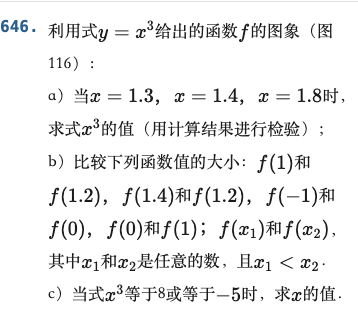 646. 利用式y = x³给出的函数f的图象（图
116）:
a）当x = 1.3, x = 1.4, x = 1.8时,
求式x³的值（用计算结果进行检验）;
b）比较下列函数值的大小: f(1)和
f(1.2), f(1.4)和f(1.2), f(−1)和
f(0), f(0)和f(1); f(x₁)和f(x₂),
其中x₁和x₂是任意的数, 且x₁ < x₂.
c）当式x³等于8或等于−5时, 求x的值.